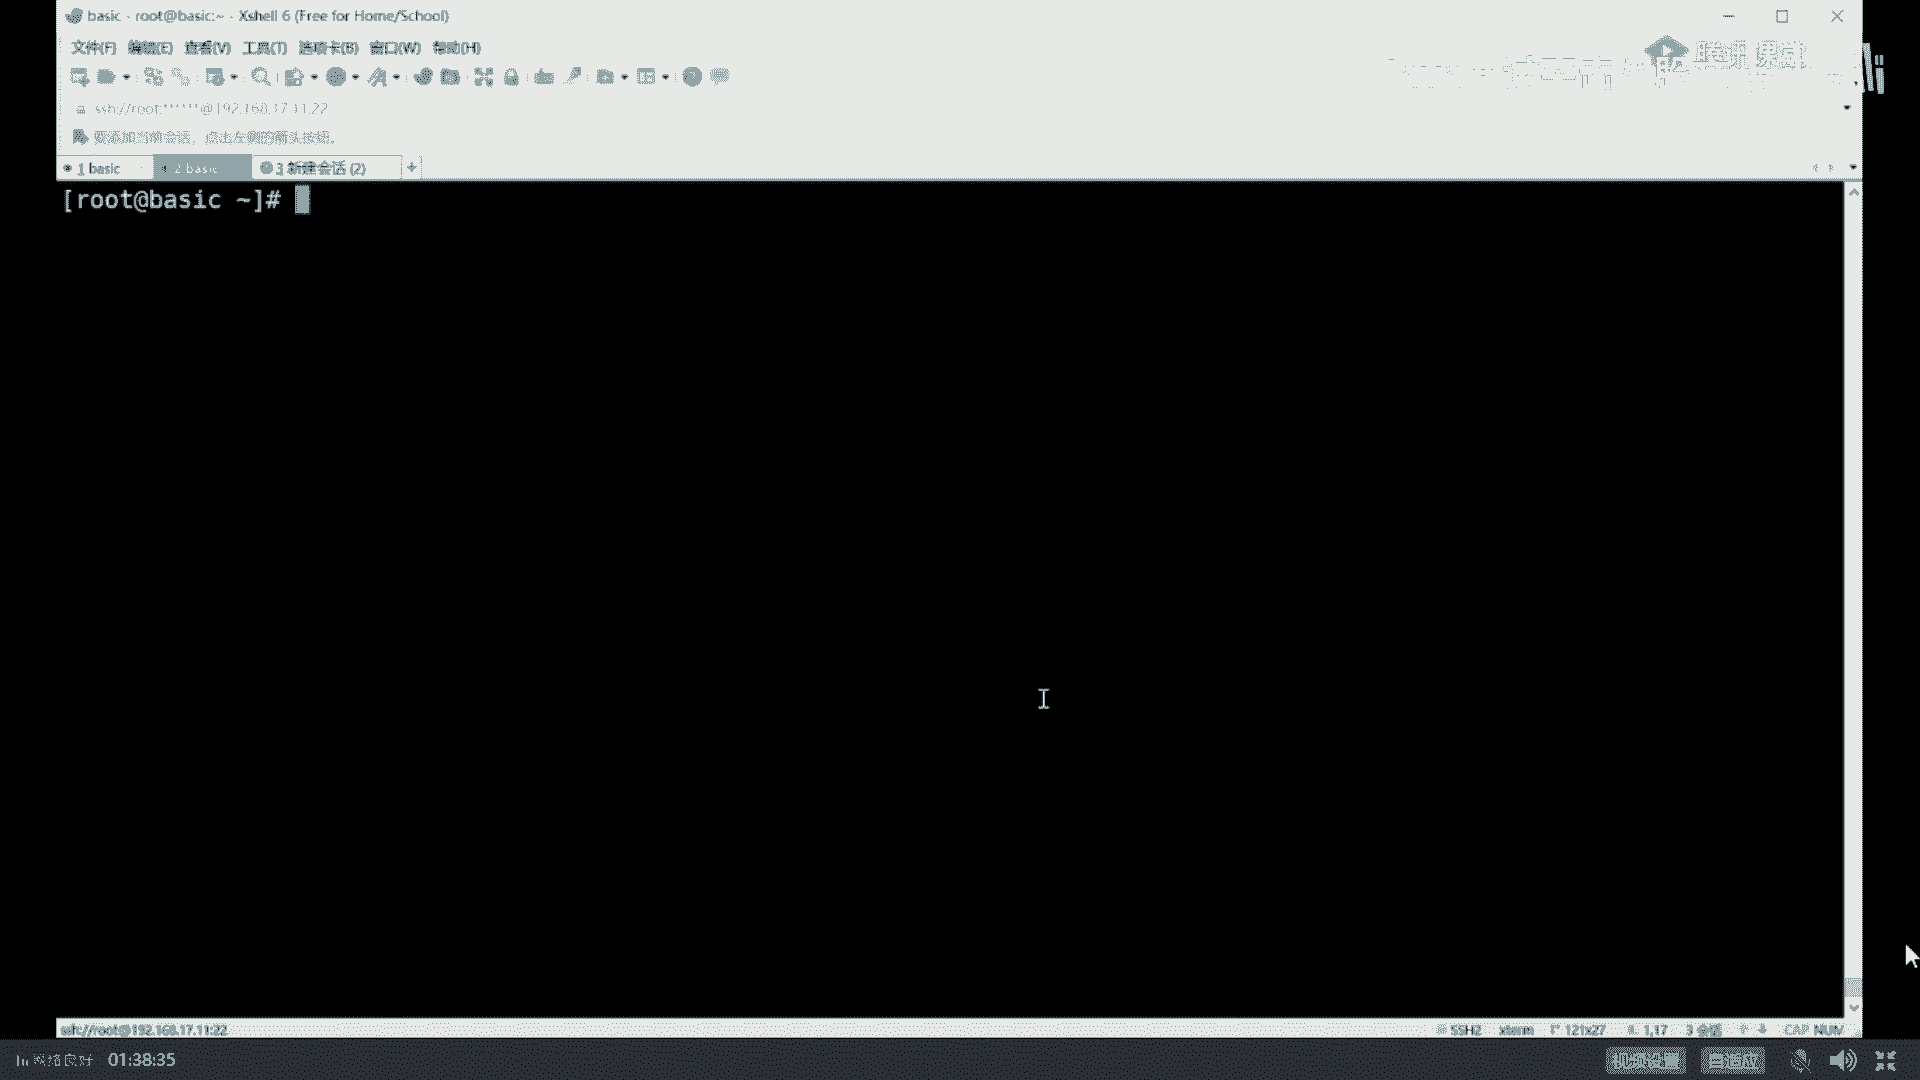 basic - root@basic:~ - Xshell 6 (Free for Home/School)
文件(F) 编辑(E) 查看(V) 工具(T) 选项卡(B) 窗口(W) 帮助(H)
腾讯课堂
ssh://root:******@192.168.17.11:22
要添加当前会话，点击左侧的箭头按钮。
1 basic 2 basic 3 新建会话 (2) +
[root@basic ~]#
ssh://root@192.168.17.11:22 SSH2 xterm 121x27 1,17 3 会话 CAP NUM
网络良好 01:38:35 视频设置 自适应